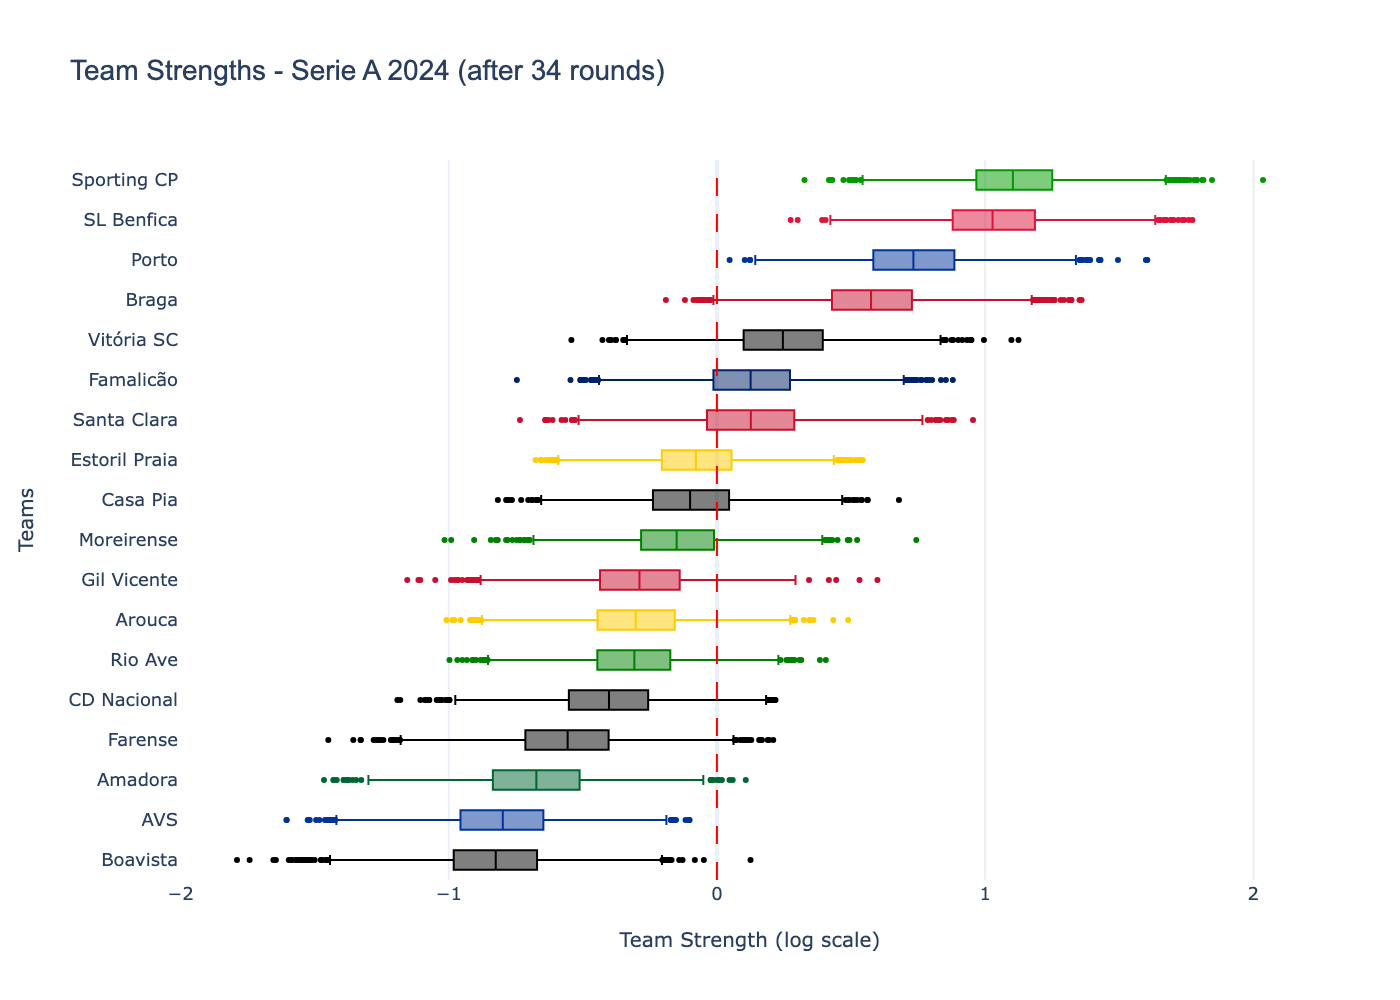 Team Strengths - Serie A 2024 (after 34 rounds)
Sporting CP
SL Benfica
Porto
Braga
Vitória SC
Famalicão
Santa Clara
Estoril Praia
Casa Pia
Moreirense
Gil Vicente
Arouca
Rio Ave
CD Nacional
Farense
Amadora
AVS
Boavista
Teams
−2 −1 0 1 2
Team Strength (log scale)